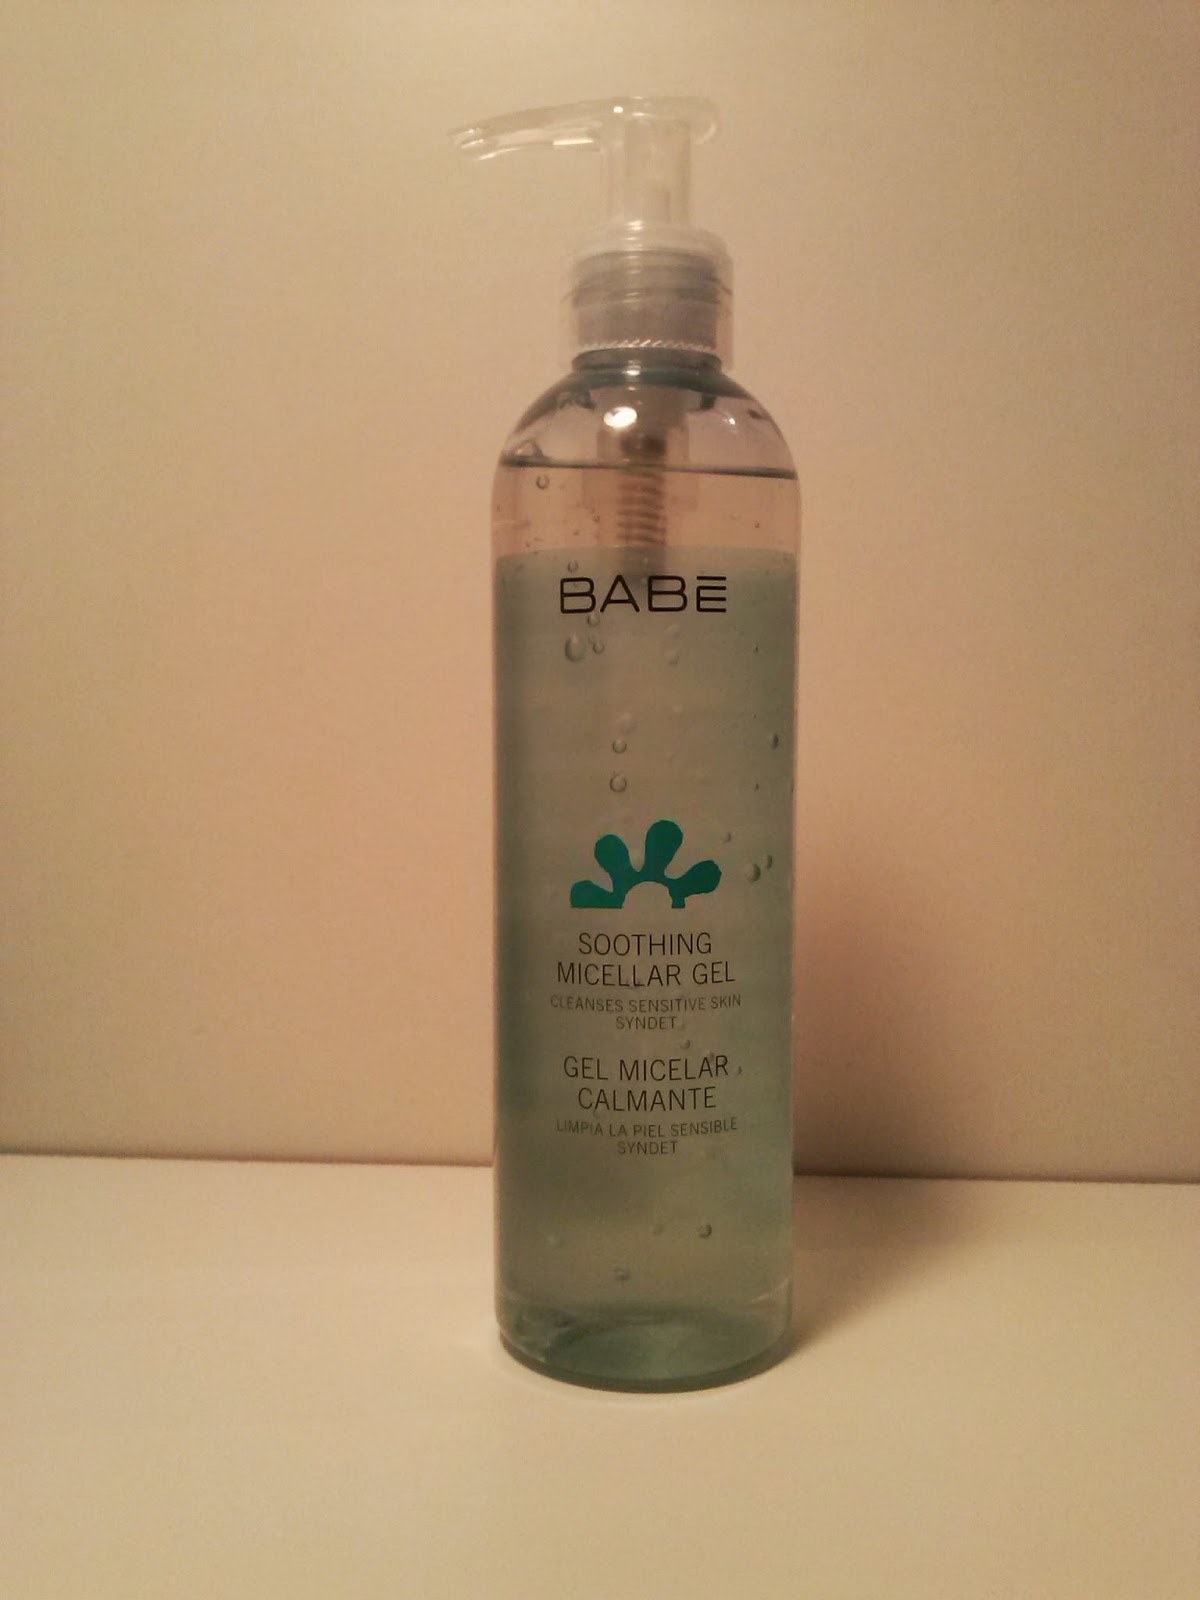 BABĒ
SOOTHING
MICELLAR GEL
CLEANSES SENSITIVE SKIN
SYNDET
GEL MICELAR
CALMANTE
LIMPIA LA PIEL SENSIBLE
SYNDET